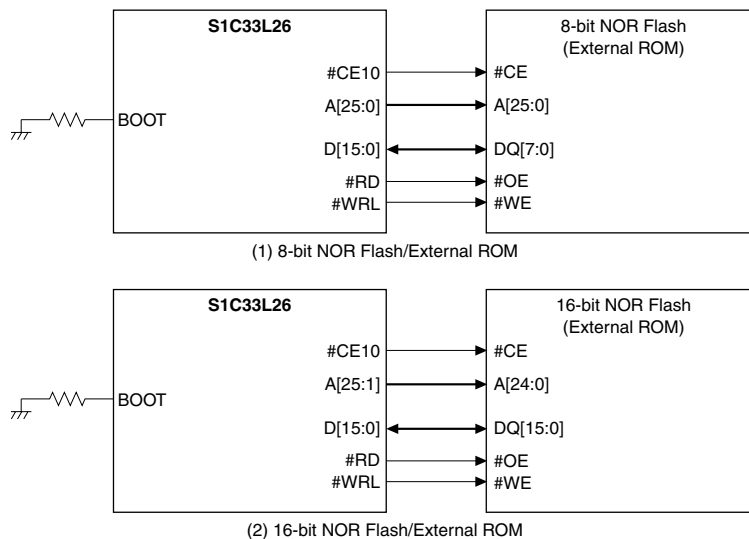 S1C33L26
8-bit NOR Flash
(External ROM)
#CE10
#CE
A[25:0]
A[25:0]
BOOT
D[15:0]
DQ[7:0]
#RD
#OE
#WRL
#WE
(1) 8-bit NOR Flash/External ROM
S1C33L26
16-bit NOR Flash
(External ROM)
#CE10
#CE
A[25:1]
A[24:0]
BOOT
D[15:0]
DQ[15:0]
#RD
#OE
#WRL
#WE
(2) 16-bit NOR Flash/External ROM